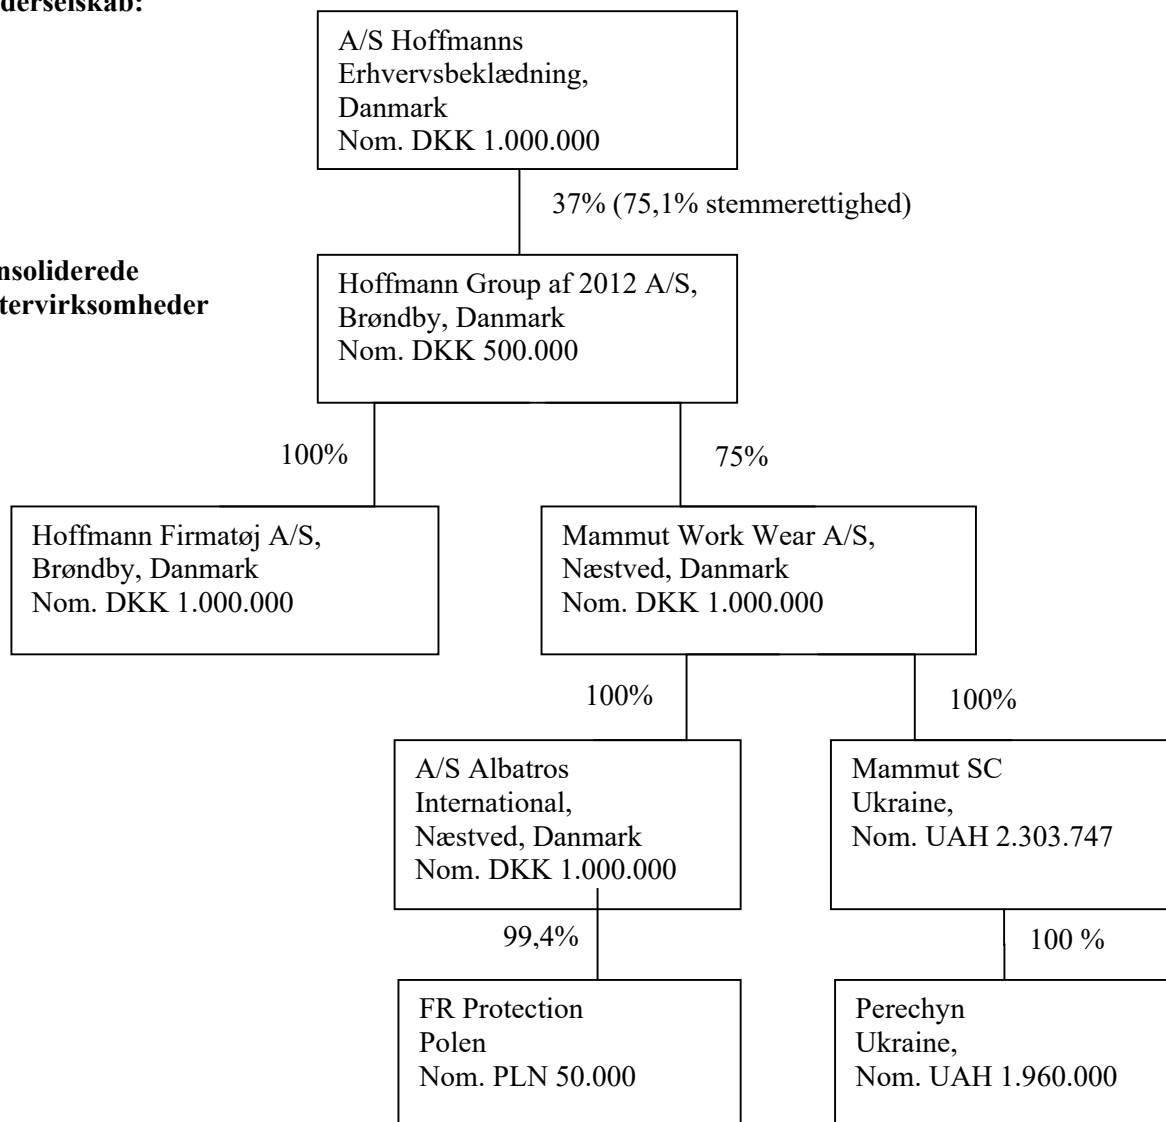 derselskab:
A/S Hoffmanns
Erhvervsbeklædning,
Danmark
Nom. DKK 1.000.000
37% (75,1% stemmerettighed)
nsoliderede
tervirksomheder
Hoffmann Group af 2012 A/S,
Brøndby, Danmark
Nom. DKK 500.000
100%
75%
Hoffmann Firmatøj A/S,
Brøndby, Danmark
Nom. DKK 1.000.000
Mammut Work Wear A/S,
Næstved, Danmark
Nom. DKK 1.000.000
100%
100%
A/S Albatros
International,
Næstved, Danmark
Nom. DKK 1.000.000
Mammut SC
Ukraine,
Nom. UAH 2.303.747
99,4%
100 %
FR Protection
Polen
Nom. PLN 50.000
Perechyn
Ukraine,
Nom. UAH 1.960.000